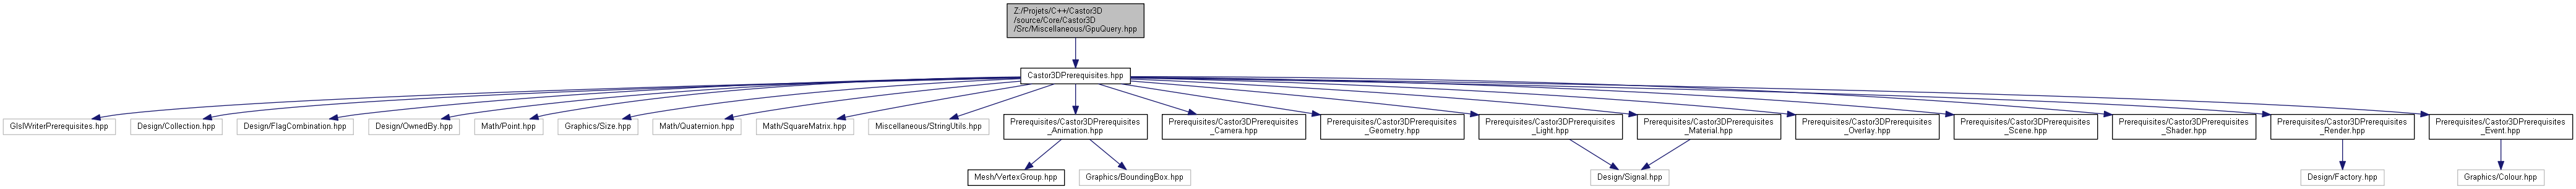 Z:/Projets/C++/Castor3D
/source/Core/Castor3D
/Src/Miscellaneous/GpuQuery.hpp
Castor3DPrerequisites.hpp
GlslWriterPrerequisites.hpp
Design/Collection.hpp
Design/FlagCombination.hpp
Design/OwnedBy.hpp
Math/Point.hpp
Graphics/Size.hpp
Math/Quaternion.hpp
Math/SquareMatrix.hpp
Miscellaneous/StringUtils.hpp
Prerequisites/Castor3DPrerequisites
_Animation.hpp
Prerequisites/Castor3DPrerequisites
_Camera.hpp
Prerequisites/Castor3DPrerequisites
_Geometry.hpp
Prerequisites/Castor3DPrerequisites
_Light.hpp
Prerequisites/Castor3DPrerequisites
_Material.hpp
Prerequisites/Castor3DPrerequisites
_Overlay.hpp
Prerequisites/Castor3DPrerequisites
_Scene.hpp
Prerequisites/Castor3DPrerequisites
_Shader.hpp
Prerequisites/Castor3DPrerequisites
_Render.hpp
Prerequisites/Castor3DPrerequisites
_Event.hpp
Mesh/VertexGroup.hpp
Graphics/BoundingBox.hpp
Design/Signal.hpp
Design/Factory.hpp
Graphics/Colour.hpp